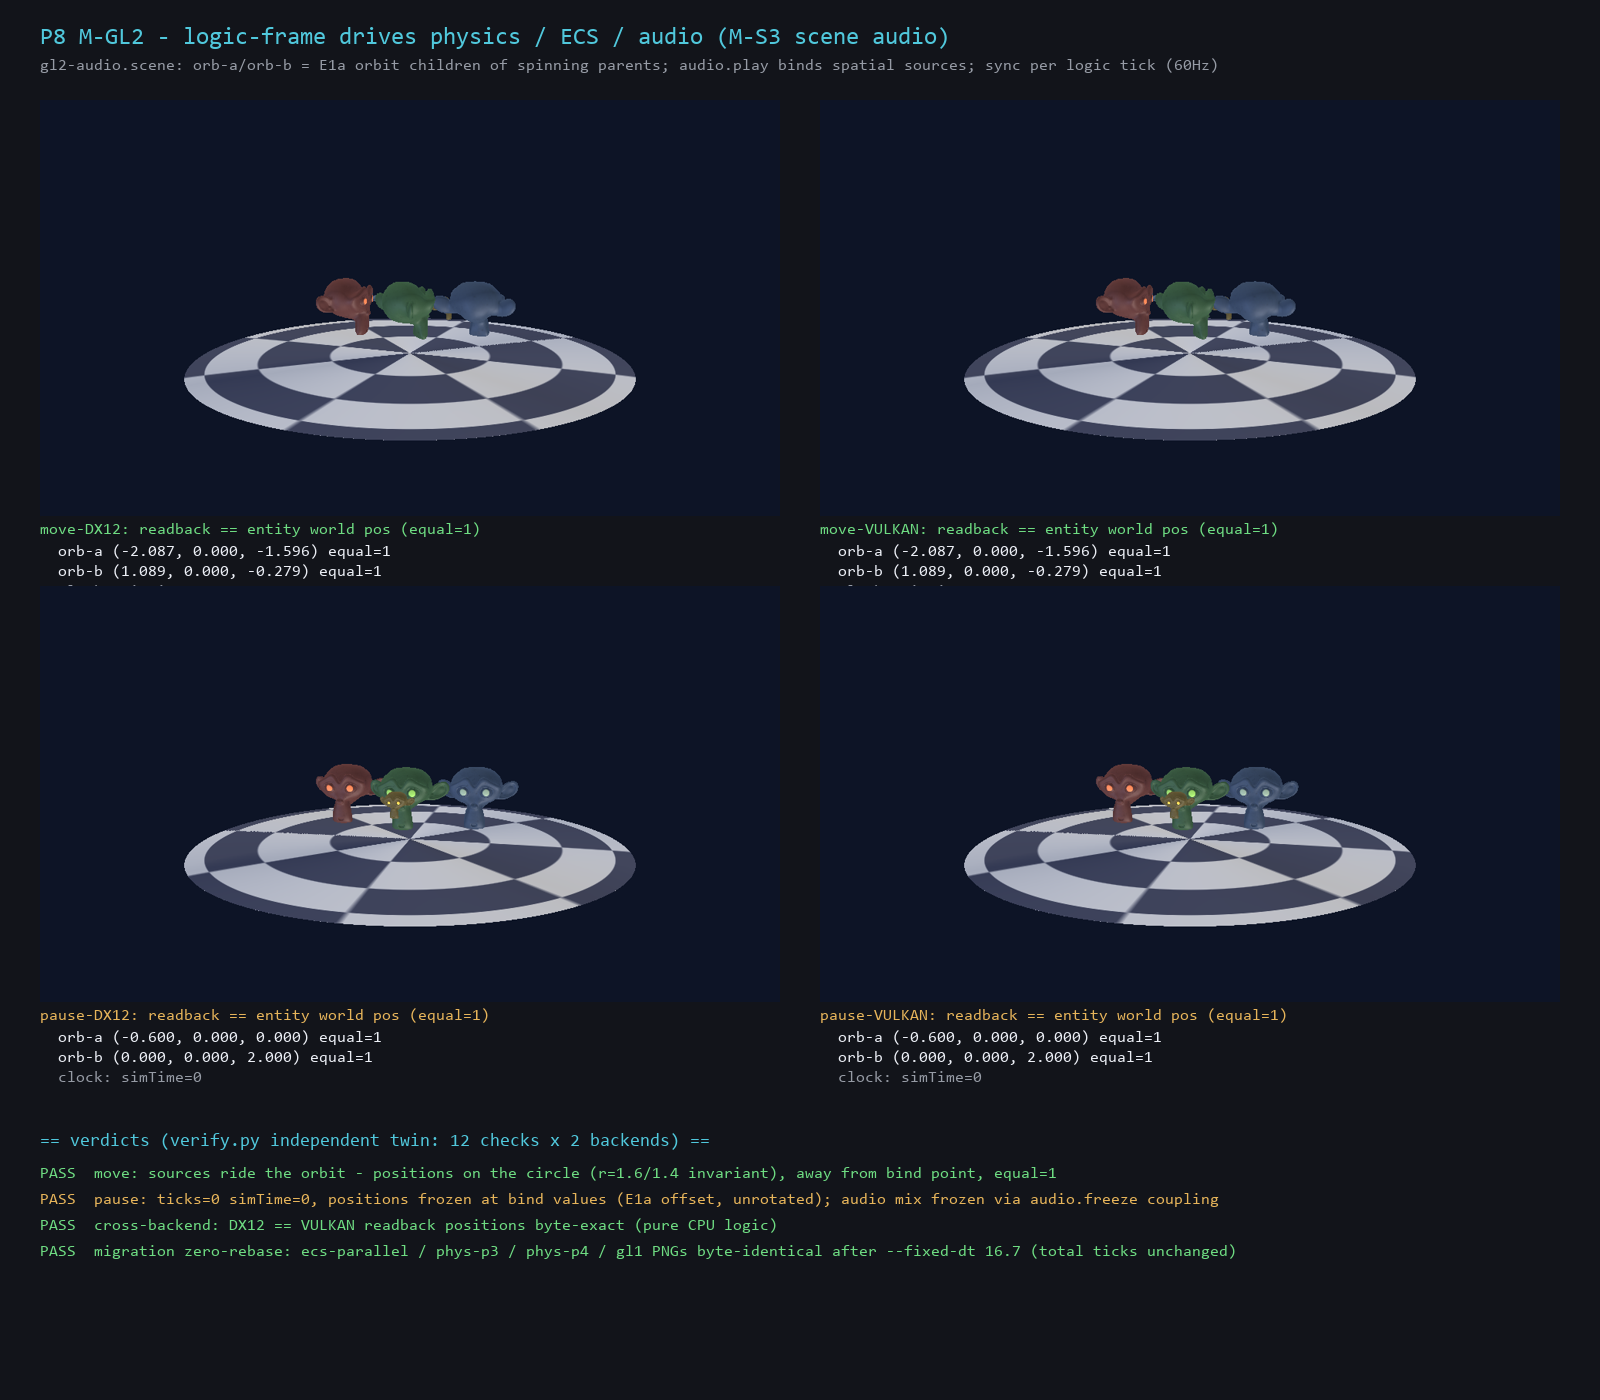 P8 M-GL2 - logic-frame drives physics / ECS / audio (M-S3 scene audio)
gl2-audio.scene: orb-a/orb-b = E1a orbit children of spinning parents; audio.play binds spatial sources; sync per logic tick (60Hz)
move-DX12: readback == entity world pos (equal=1)
orb-a (-2.087, 0.000, -1.596) equal=1
orb-b (1.089, 0.000, -0.279) equal=1
move-VULKAN: readback == entity world pos (equal=1)
orb-a (-2.087, 0.000, -1.596) equal=1
orb-b (1.089, 0.000, -0.279) equal=1
pause-DX12: readback == entity world pos (equal=1)
orb-a (-0.600, 0.000, 0.000) equal=1
orb-b (0.000, 0.000, 2.000) equal=1
clock: simTime=0
pause-VULKAN: readback == entity world pos (equal=1)
orb-a (-0.600, 0.000, 0.000) equal=1
orb-b (0.000, 0.000, 2.000) equal=1
clock: simTime=0
== verdicts (verify.py independent twin: 12 checks x 2 backends) ==
PASS  move: sources ride the orbit - positions on the circle (r=1.6/1.4 invariant), away from bind point, equal=1
PASS  pause: ticks=0 simTime=0, positions frozen at bind values (E1a offset, unrotated); audio mix frozen via audio.freeze coupling
PASS  cross-backend: DX12 == VULKAN readback positions byte-exact (pure CPU logic)
PASS  migration zero-rebase: ecs-parallel / phys-p3 / phys-p4 / gl1 PNGs byte-identical after --fixed-dt 16.7 (total ticks unchanged)